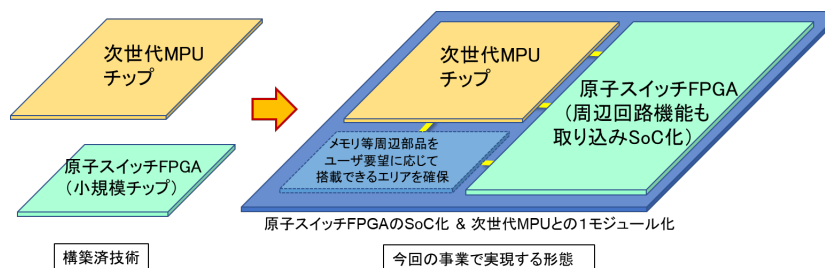 次世代MPU
チップ
原子スイッチFPGA
(小規模チップ)
構築済技術
次世代MPU
チップ
メモリ等周辺部品を
ユーザ要望に応じて
搭載できるエリアを確保
原子スイッチFPGA
(周辺回路機能も
取り込みSoC化)
原子スイッチFPGAのSoC化 & 次世代MPUとの1モジュール化
今回の事業で実現する形態